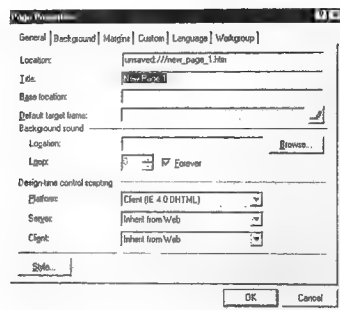 Page Properties
General Background Margins Custom Language Workgroup
Location: unsaved:///new_page_1.htm
Title: New Page 1
Base location:
Default target frame:
Background sound
Location: Browse...
Loop: 0 Forever
Design-time control scripting
Platform: Client (IE 4.0 DHTML)
Server: Inherit from Web
Client: Inherit from Web
Style...
OK Cancel